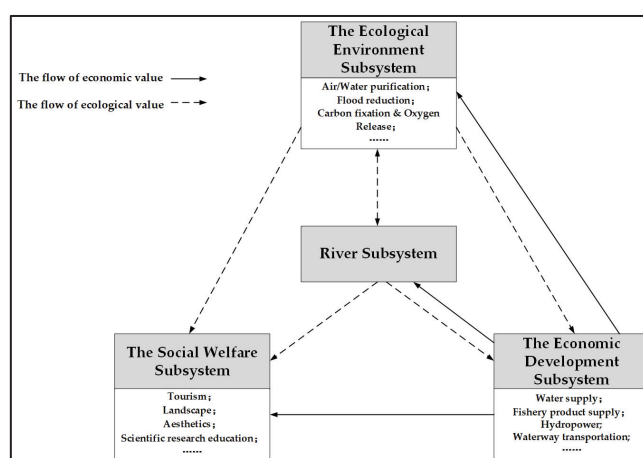 The Ecological
Environment
Subsystem
The flow of economic value
The flow of ecological value
Air/Water purification；
Flood reduction；
Carbon fixation & Oxygen
Release；
······
River Subsystem
The Social Welfare
Subsystem
Tourism；
Landscape；
Aesthetics；
Scientific research education；
······
The Economic
Development
Subsystem
Water supply；
Fishery product supply；
Hydropower;
Waterway transportation;
······